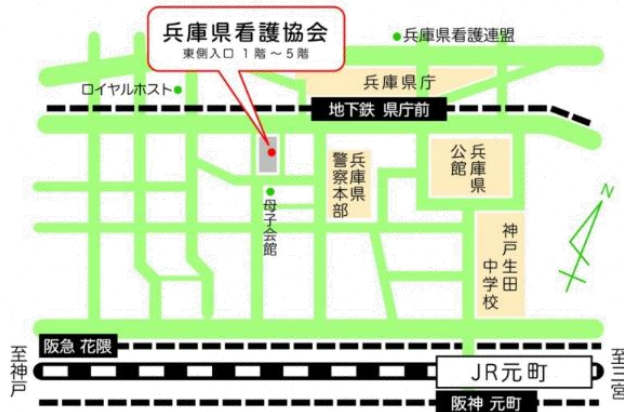 兵庫県看護協会
東側入口 1階～5階
兵庫県看護連盟
ロイヤルホスト
兵庫県庁
地下鉄 県庁前
兵庫県
警察本部
兵庫県
公館
母子会館
神戸生田
中学校
N
阪急 花隈
至神戸
JR元町
至三宮
阪神 元町